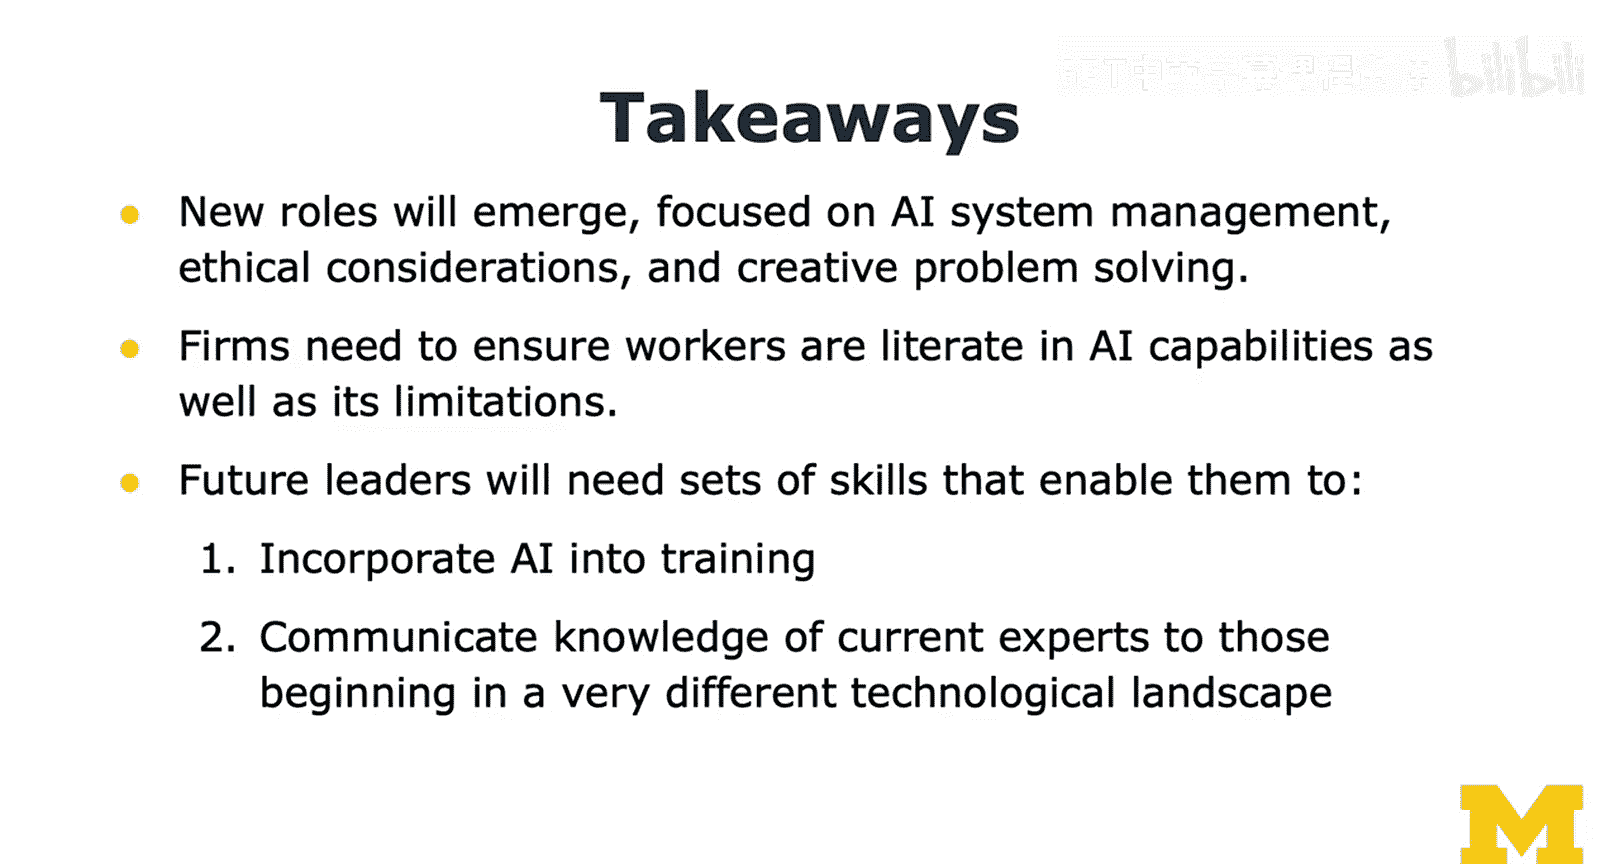 bilibili
Takeaways
• New roles will emerge, focused on AI system management,
ethical considerations, and creative problem solving.
• Firms need to ensure workers are literate in AI capabilities as
well as its limitations.
• Future leaders will need sets of skills that enable them to:
1. Incorporate AI into training
2. Communicate knowledge of current experts to those
beginning in a very different technological landscape
M